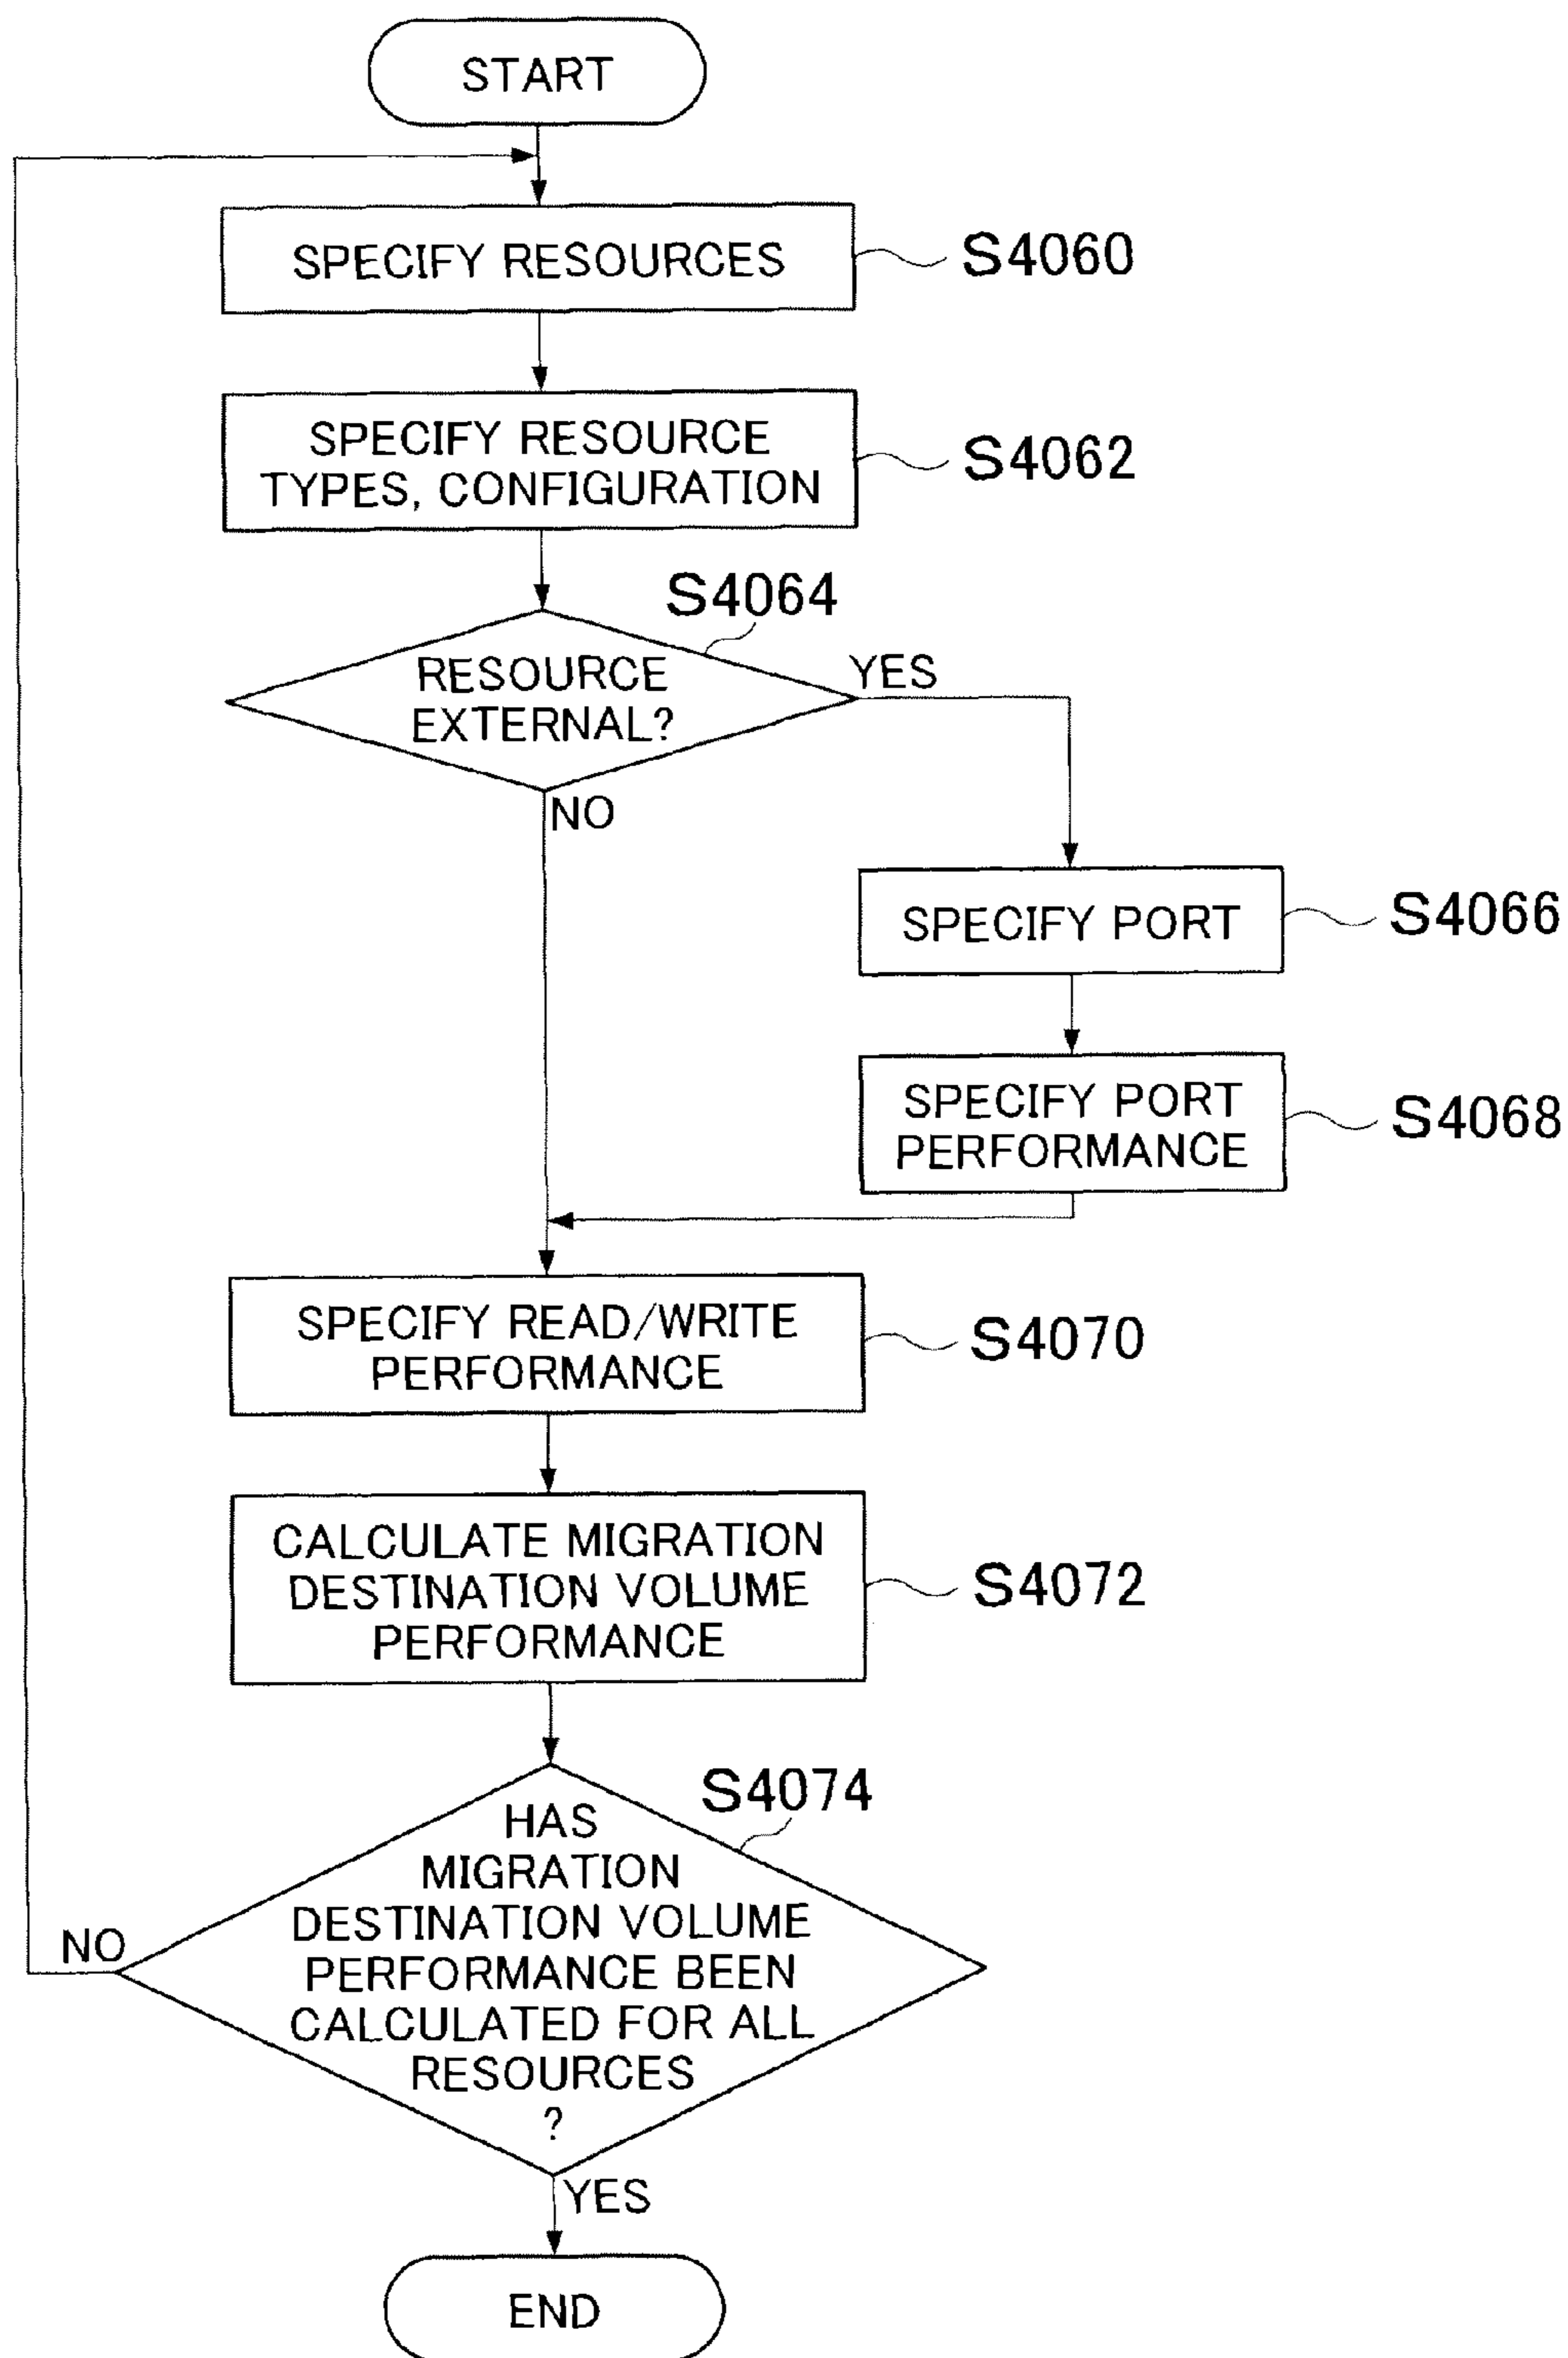 START
SPECIFY RESOURCES
S4060
SPECIFY RESOURCE
TYPES, CONFIGURATION
S4062
S4064
RESOURCE
EXTERNAL?
YES
NO
SPECIFY PORT
S4066
SPECIFY PORT
PERFORMANCE
S4068
SPECIFY READ/WRITE
PERFORMANCE
S4070
CALCULATE MIGRATION
DESTINATION VOLUME
PERFORMANCE
S4072
S4074
HAS
MIGRATION
DESTINATION VOLUME
PERFORMANCE BEEN
CALCULATED FOR ALL
RESOURCES
?
NO
YES
END